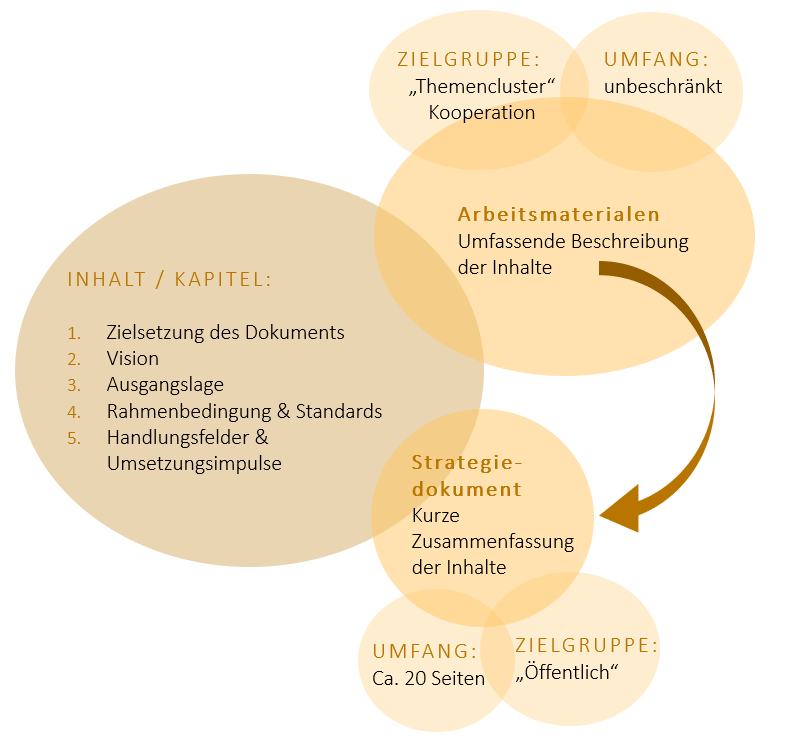 ZIELGRUPPE:
„Themencluster“
Kooperation
UMFANG:
unbeschränkt
Arbeitsmaterialen
Umfassende Beschreibung
der Inhalte
INHALT / KAPITEL:
1. Zielsetzung des Dokuments
2. Vision
3. Ausgangslage
4. Rahmenbedingung & Standards
5. Handlungsfelder &
Umsetzungsimpulse
Strategie-
dokument
Kurze
Zusammenfassung
der Inhalte
UMFANG:
Ca. 20 Seiten
ZIELGRUPPE:
„Öffentlich“